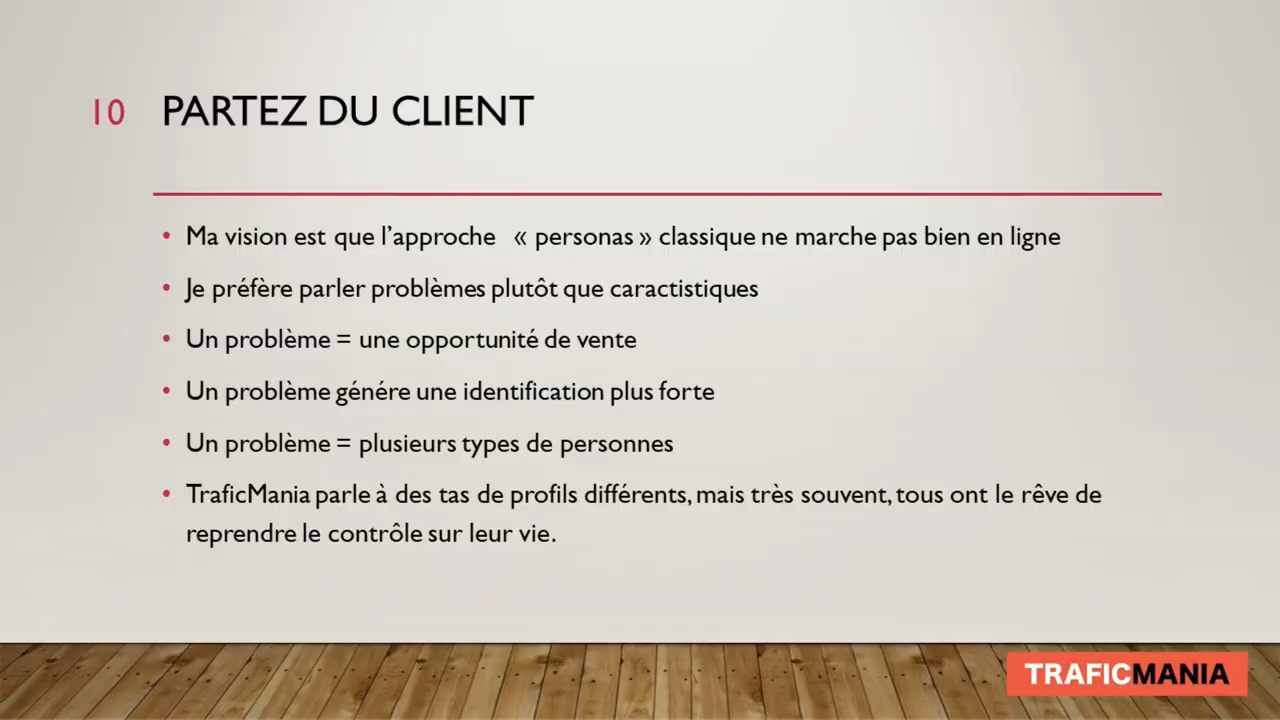 10 PARTEZ DU CLIENT
• Ma vision est que l’approche « personas » classique ne marche pas bien en ligne
• Je préfère parler problèmes plutôt que caractistiques
• Un problème = une opportunité de vente
• Un problème génére une identification plus forte
• Un problème = plusieurs types de personnes
• TraficMania parle à des tas de profils différents, mais très souvent, tous ont le rêve de
reprendre le contrôle sur leur vie.
TRAFICMANIA